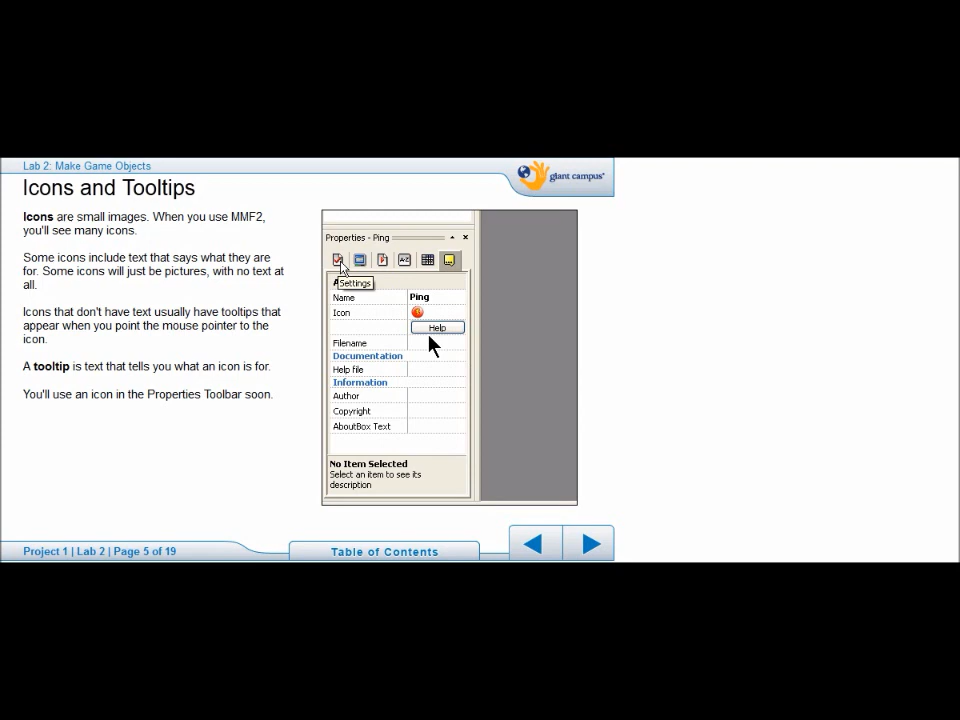 Lab 2: Make Game Objects
giant campus®
Icons and Tooltips
Icons are small images. When you use MMF2,
you'll see many icons.
Some icons include text that says what they are
for. Some icons will just be pictures, with no text at
all.
Icons that don't have text usually have tooltips that
appear when you point the mouse pointer to the
icon.
A tooltip is text that tells you what an icon is for.
You'll use an icon in the Properties Toolbar soon.
Properties - Ping
Settings
Name Ping
Icon
Help
Filename
Documentation
Help file
Information
Author
Copyright
AboutBox Text
No Item Selected
Select an item to see its
description
Project 1 | Lab 2 | Page 5 of 19
Table of Contents